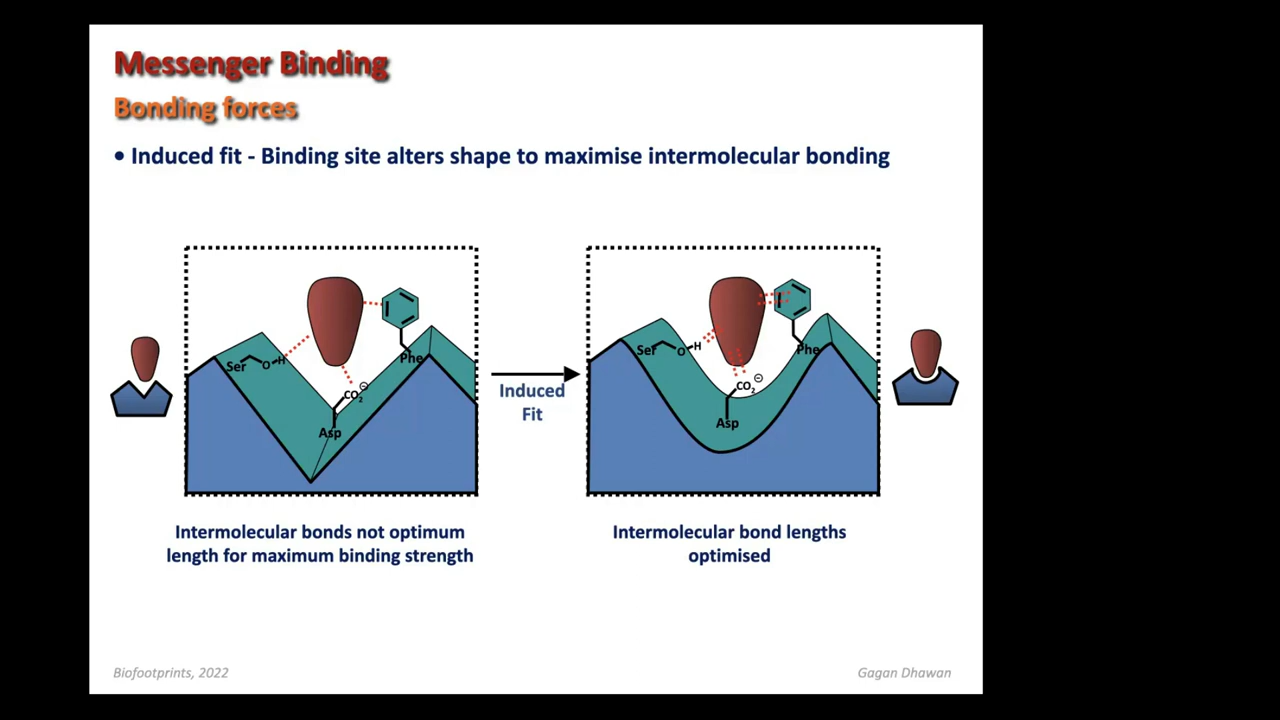 Messenger Binding
Bonding forces
• Induced fit - Binding site alters shape to maximise intermolecular bonding
Ser O H
Phe
CO2 ⊖
Asp
Induced
Fit
Ser O H
Phe
CO2 ⊖
Asp
Intermolecular bonds not optimum
length for maximum binding strength
Intermolecular bond lengths
optimised
Biofootprints, 2022
Gagan Dhawan